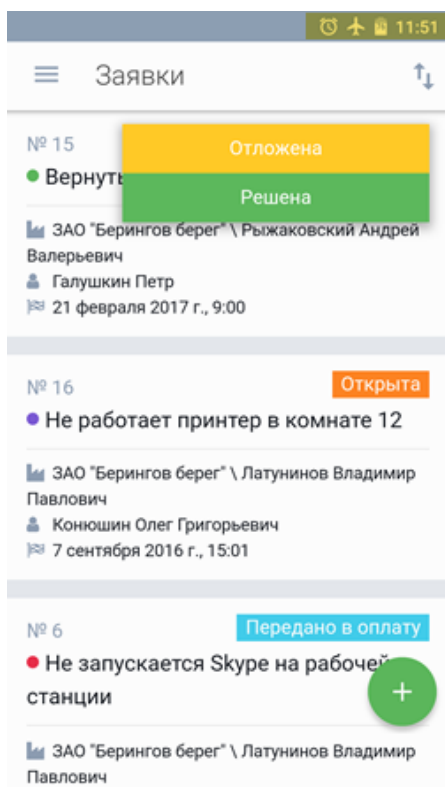 11:51
Заявки
№ 15
Отложена
Вернуть
Решена
ЗАО "Берингов берег" \ Рыжаковский Андрей
Валерьевич
Галушкин Петр
21 февраля 2017 г., 9:00
№ 16
Открыта
Не работает принтер в комнате 12
ЗАО "Берингов берег" \ Латунинов Владимир
Павлович
Конюшин Олег Григорьевич
7 сентября 2016 г., 15:01
№ 6
Передано в оплату
Не запускается Skype на рабочей
станции
ЗАО "Берингов берег" \ Латунинов Владимир
Павлович